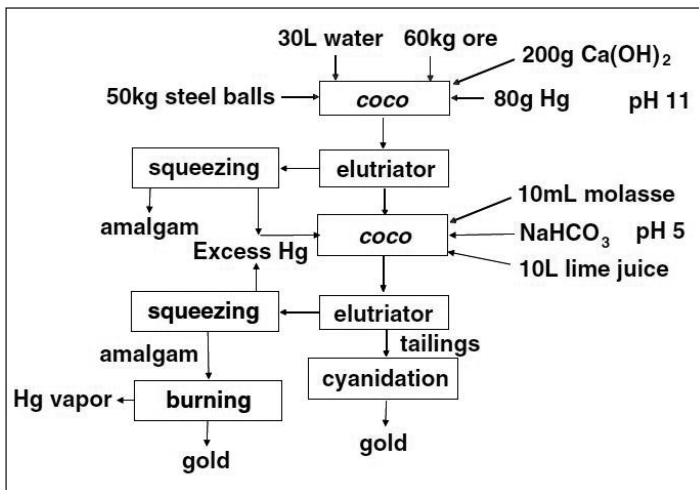 30L water 60kg ore
200g Ca(OH)2
50kg steel balls coco 80g Hg pH 11
squeezing elutriator
10mL molasse
amalgam coco NaHCO3 pH 5
Excess Hg 10L lime juice
squeezing elutriator
amalgam tailings
cyanidation
Hg vapor burning
gold
gold